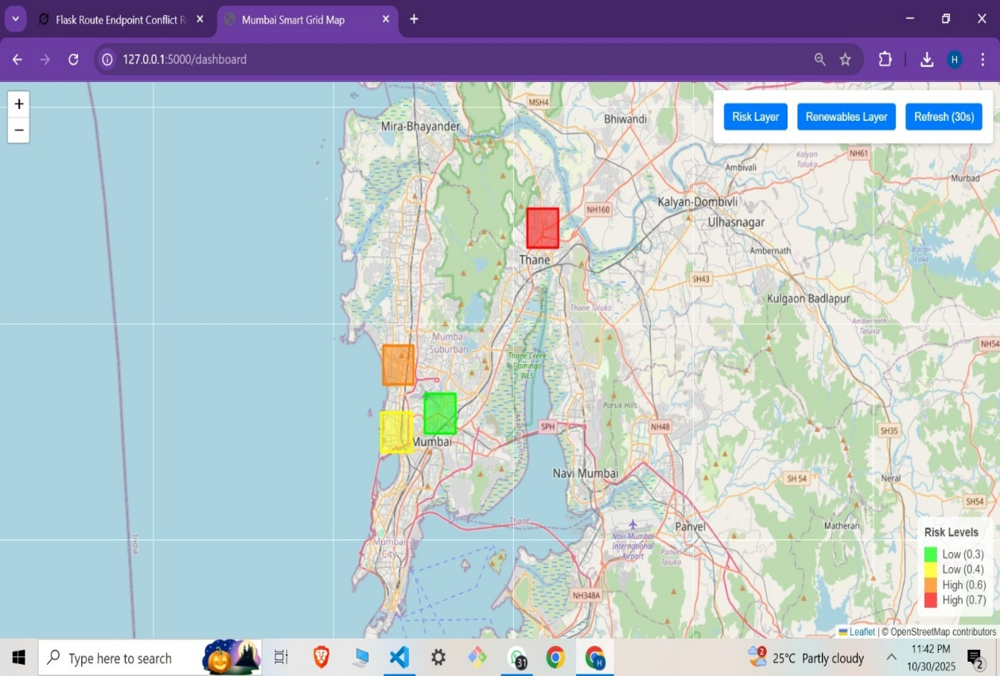 Flask Route Endpoint Conflict R
Mumbai Smart Grid Map
127.0.0.1:5000/dashboard
H
+
−
Risk Layer
Renewables Layer
Refresh (30s)
MSH4
Bhiwandi
Mira-Bhayander
NH61
Kalyan
Taluka
Ambivali
Murbad
Kalyan-Dombivli
NH160
Ulhasnagar
Thane
Ambernath
Baravi
Lake
SH43
Kulgaon Badlapur
Thane Taluka
Ambernath
Taluka
Mumbai
Suburban
NH54
Thane Creek
Flamingo
WLS
Parsik Hills
Maharashtra
SPH
NH48
SH35
Mumbai
Navi Mumbai
SH 54
Neral
SH54
Thane
Panvel
Matheran
India
Mumbai
City
Navi Mumbai
International
Airport
Panvel
Taluka
NH348A
Risk Levels
Low (0.3)
Low (0.4)
High (0.6)
High (0.7)
Leaflet | © OpenStreetMap contributors
Type here to search
31
H
2
25°C Partly cloudy
11:42 PM
10/30/2025
2